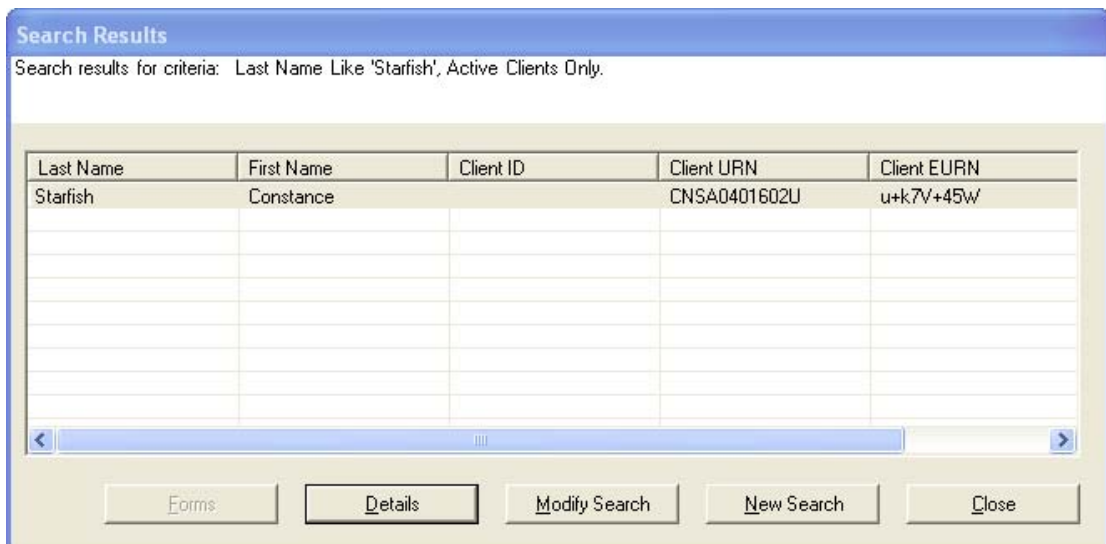 Search Results
Search results for criteria:  Last Name Like 'Starfish', Active Clients Only.
Last Name First Name Client ID Client URN Client EURN
Starfish Constance CNSA0401602U u+k7V+45W
Forms Details Modify Search New Search Close